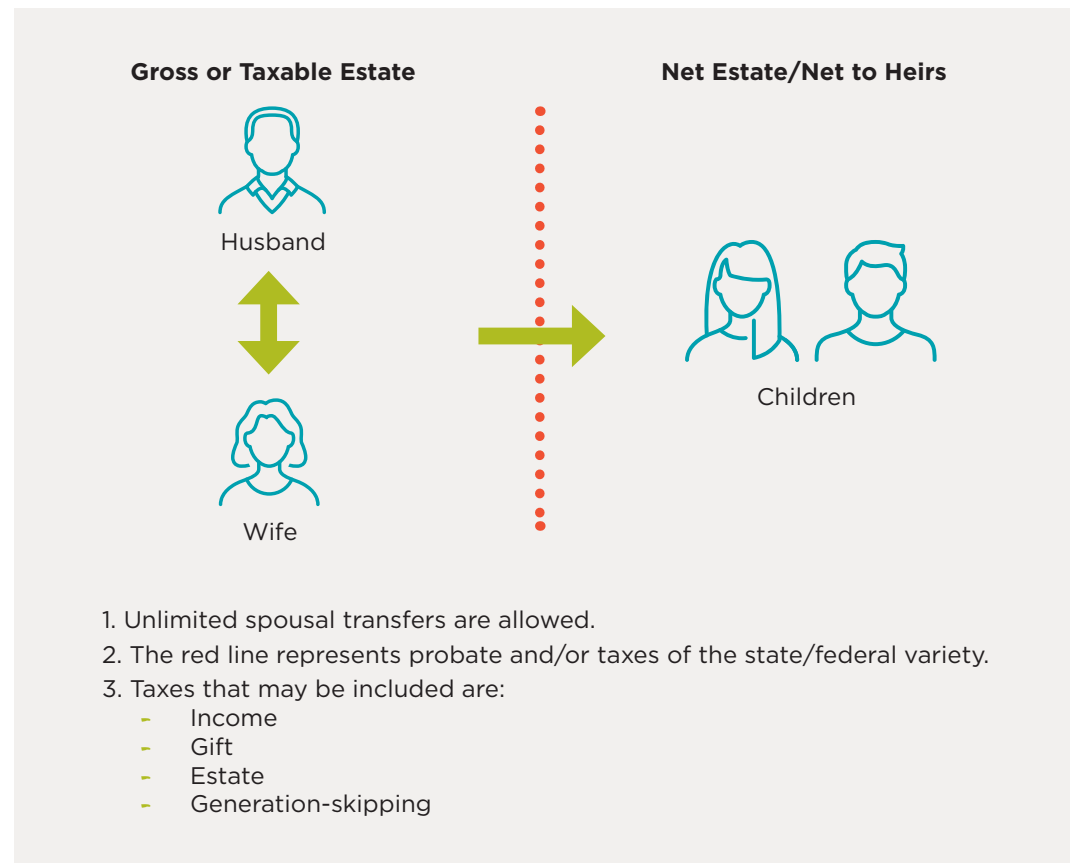 Gross or Taxable Estate
Net Estate/Net to Heirs
Husband
Children
Wife
1. Unlimited spousal transfers are allowed.
2. The red line represents probate and/or taxes of the state/federal variety.
3. Taxes that may be included are:
- Income
- Gift
- Estate
- Generation-skipping